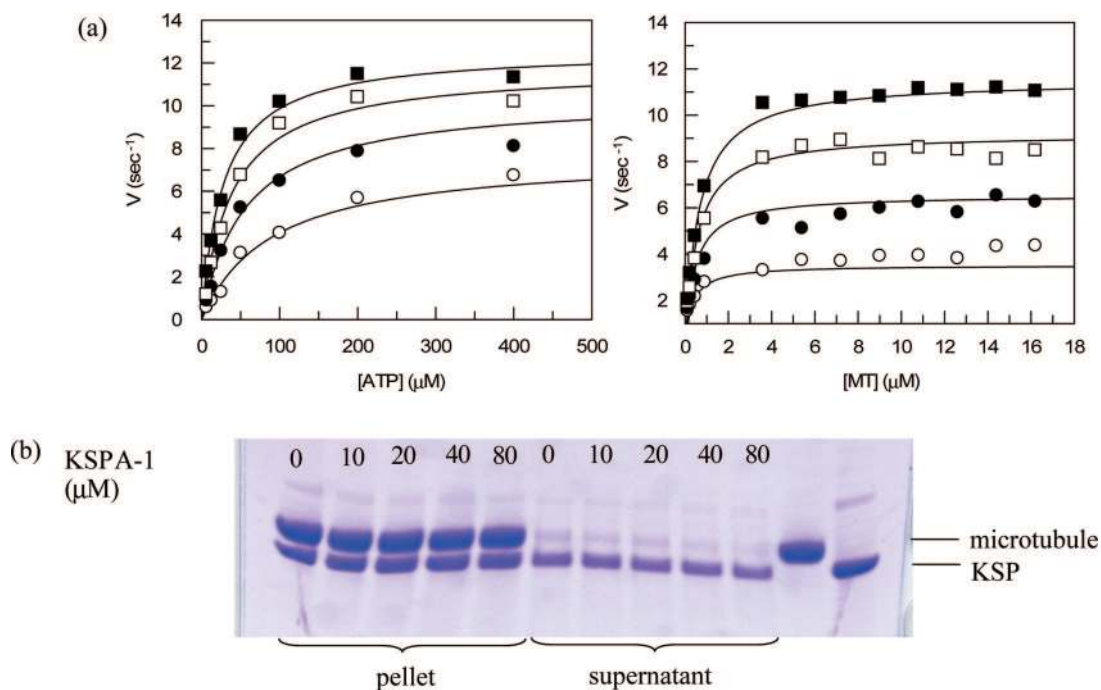 (a)
14
12
10
8
6
4
2
0
V (sec⁻¹)
0 100 200 300 400 500
[ATP] (μM)
14
12
10
8
6
4
2
V (sec⁻¹)
0 2 4 6 8 10 12 14 16 18
[MT] (μM)
(b)
KSPA-1
(μM)
0 10 20 40 80 0 10 20 40 80
microtubule
KSP
pellet supernatant